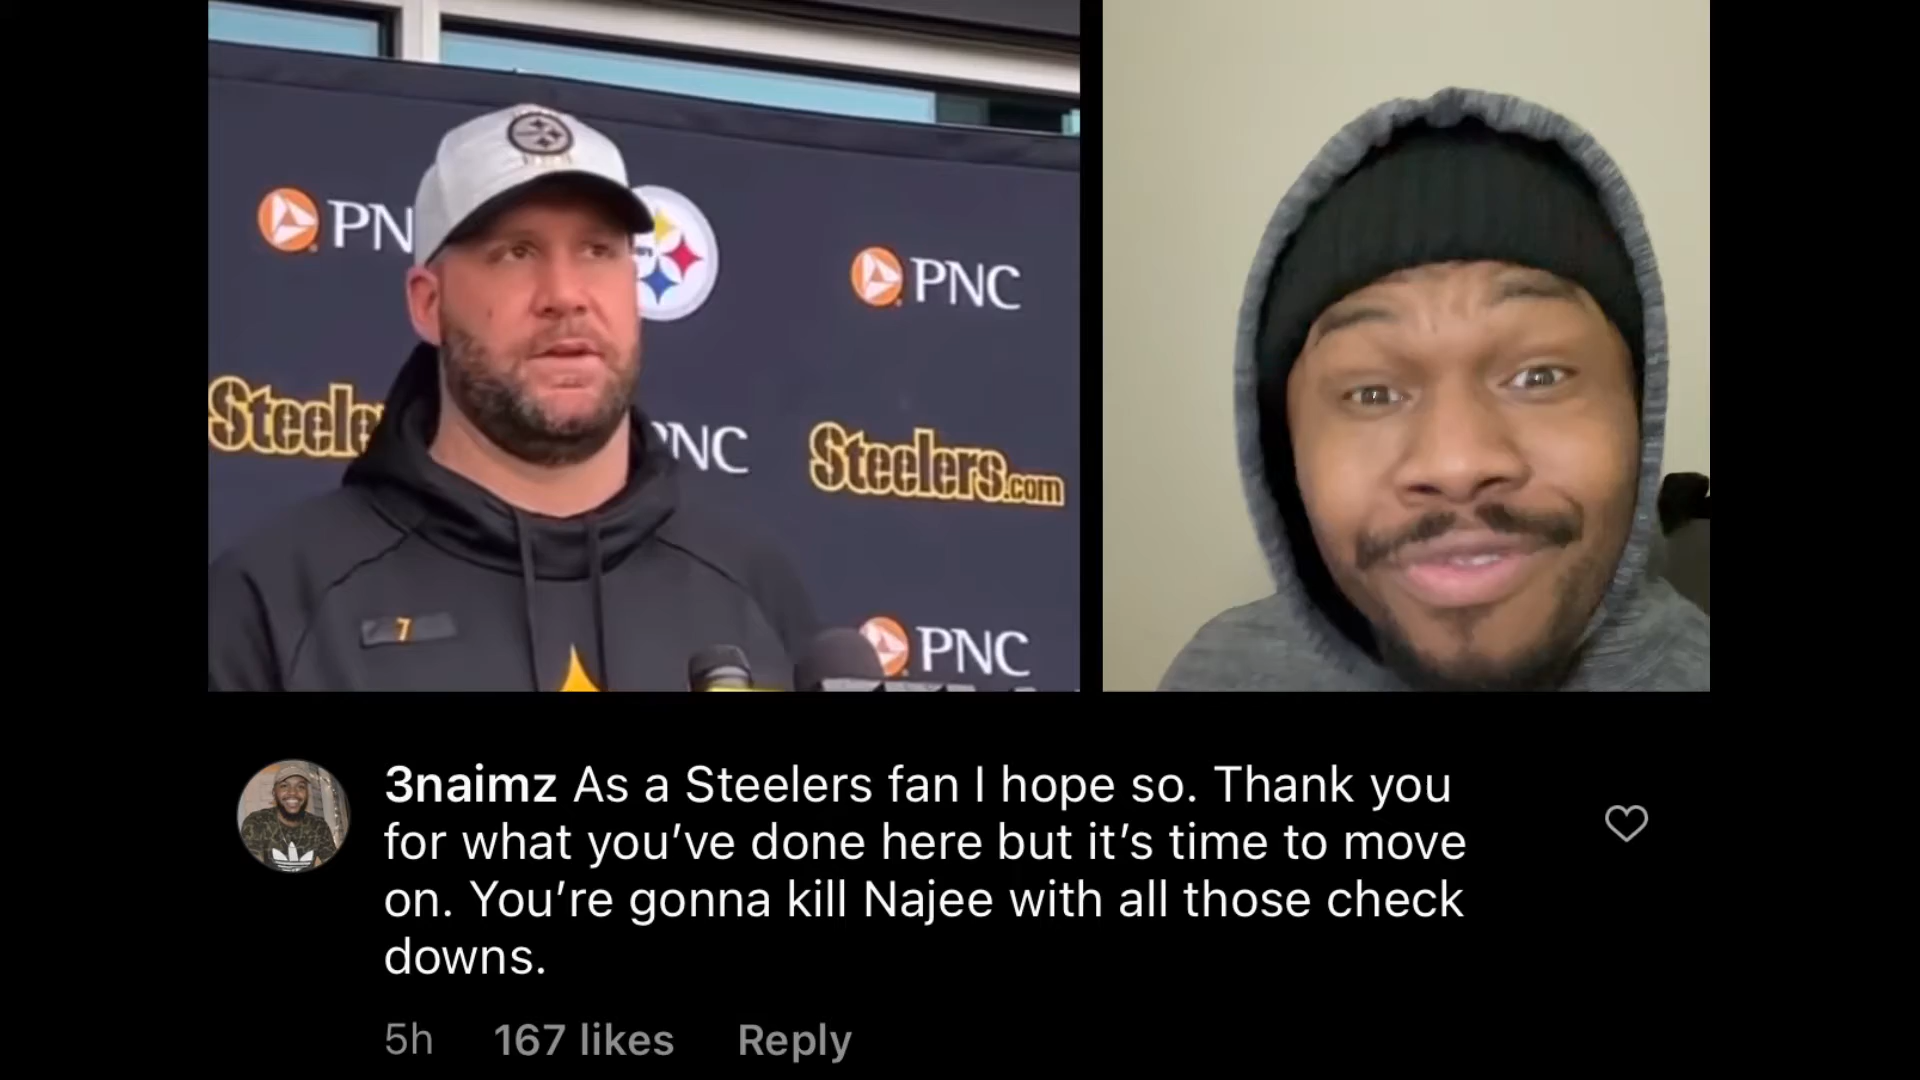 PN
PNC
Steele
NC
Steelers.com
7
PNC
3naimz As a Steelers fan I hope so. Thank you
for what you’ve done here but it’s time to move
on. You’re gonna kill Najee with all those check
downs.
5h 167 likes Reply